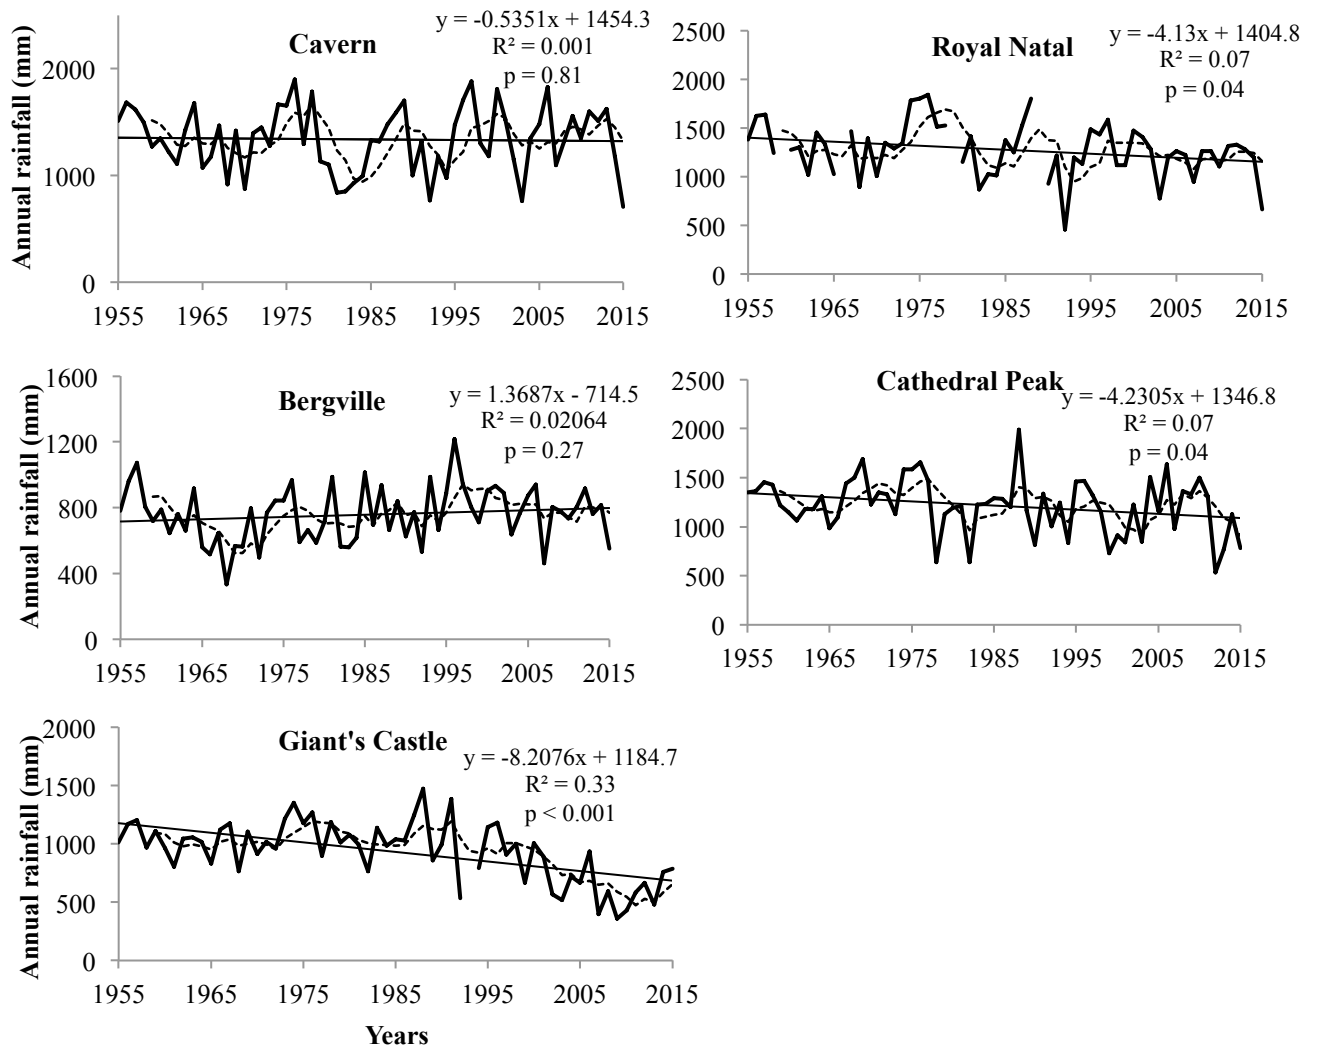 Cavern
y = -0.5351x + 1454.3
R² = 0.001
p = 0.81
Annual rainfall (mm)
2000
1000
0
1955 1965 1975 1985 1995 2005 2015
Royal Natal
y = -4.13x + 1404.8
R² = 0.07
p = 0.04
2500
2000
1500
1000
500
0
1955 1965 1975 1985 1995 2005 2015
Bergville
y = 1.3687x - 714.5
R² = 0.02064
p = 0.27
Annual rainfall (mm)
1600
1200
800
400
0
1955 1965 1975 1985 1995 2005 2015
Cathedral Peak
y = -4.2305x + 1346.8
R² = 0.07
p = 0.04
2500
2000
1500
1000
500
0
1955 1965 1975 1985 1995 2005 2015
Giant's Castle
y = -8.2076x + 1184.7
R² = 0.33
p < 0.001
Annual rainfall (mm)
2000
1500
1000
500
0
1955 1965 1975 1985 1995 2005 2015
Years